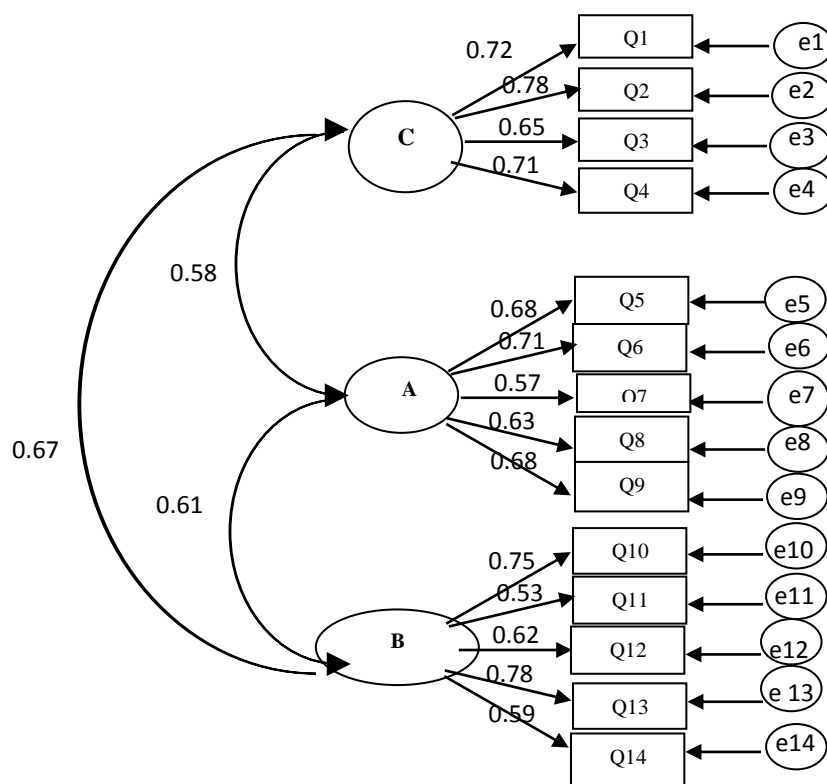 0.72 Q1 e1
0.78 Q2 e2
C
0.65 Q3 e3
0.71 Q4 e4
0.58
0.68 Q5 e5
0.71 Q6 e6
A
0.57 O7 e7
0.63 Q8 e8
0.67
0.68 Q9 e9
0.61
0.75 Q10 e10
0.53 Q11 e11
B
0.62 Q12 e12
0.78 Q13 e 13
0.59 Q14 e14